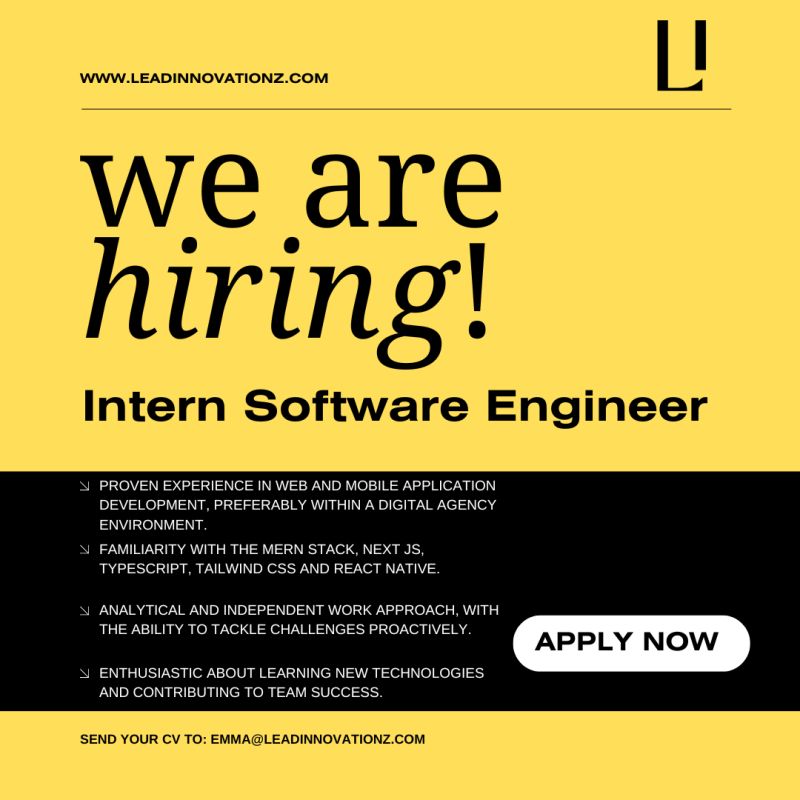 WWW.LEADINNOVATIONZ.COM
LI
we are
hiring!
Intern Software Engineer
PROVEN EXPERIENCE IN WEB AND MOBILE APPLICATION
DEVELOPMENT, PREFERABLY WITHIN A DIGITAL AGENCY
ENVIRONMENT.
FAMILIARITY WITH THE MERN STACK, NEXT JS,
TYPESCRIPT, TAILWIND CSS AND REACT NATIVE.
ANALYTICAL AND INDEPENDENT WORK APPROACH, WITH
THE ABILITY TO TACKLE CHALLENGES PROACTIVELY.
APPLY NOW
ENTHUSIASTIC ABOUT LEARNING NEW TECHNOLOGIES
AND CONTRIBUTING TO TEAM SUCCESS.
SEND YOUR CV TO: EMMA@LEADINNOVATIONZ.COM